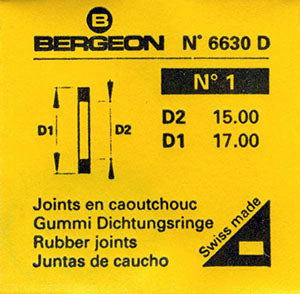 B
BERGEON N° 6630 D
N° 1
D2 15.00
D1 17.00
D1 D2
Joints en caoutchouc
Gummi Dichtungsringe
Rubber joints
Juntas de caucho
Swiss made